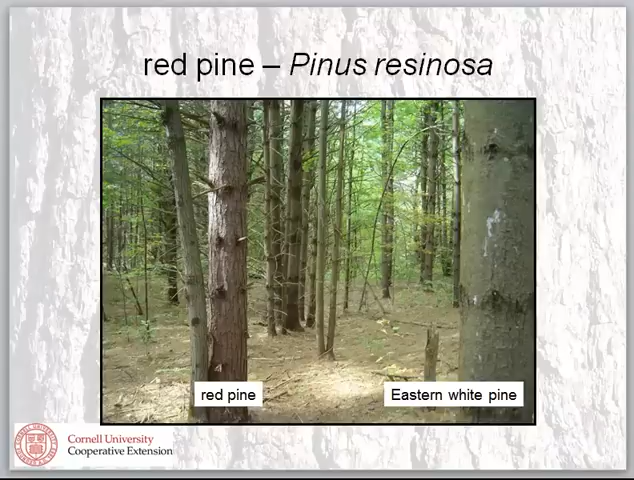 red pine – Pinus resinosa
red pine
Eastern white pine
Cornell University
Cooperative Extension